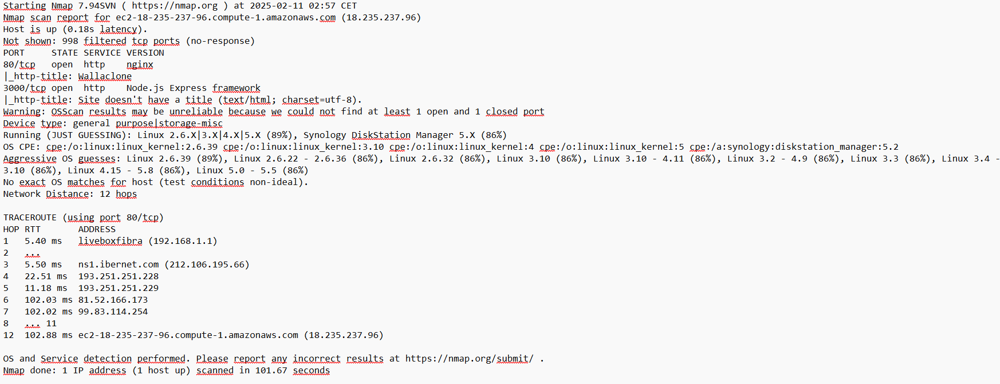 Starting Nmap 7.94SVN ( https://nmap.org ) at 2025-02-11 02:57 CET
Nmap scan report for ec2-18-235-237-96.compute-1.amazonaws.com (18.235.237.96)
Host is up (0.18s latency).
Not shown: 998 filtered tcp ports (no-response)
PORT     STATE SERVICE VERSION
80/tcp   open  http    nginx
|_http-title: Wallaclone
3000/tcp open  http    Node.js Express framework
|_http-title: Site doesn't have a title (text/html; charset=utf-8).
Warning: OSScan results may be unreliable because we could not find at least 1 open and 1 closed port
Device type: general purpose|storage-misc
Running (JUST GUESSING): Linux 2.6.X|3.X|4.X|5.X (89%), Synology DiskStation Manager 5.X (86%)
OS CPE: cpe:/o:linux:linux_kernel:2.6.39 cpe:/o:linux:linux_kernel:3.10 cpe:/o:linux:linux_kernel:4 cpe:/o:linux:linux_kernel:5 cpe:/a:synology:diskstation_manager:5.2
Aggressive OS guesses: Linux 2.6.39 (89%), Linux 2.6.22 - 2.6.36 (86%), Linux 2.6.32 (86%), Linux 3.10 (86%), Linux 3.10 - 4.11 (86%), Linux 3.2 - 4.9 (86%), Linux 3.3 (86%), Linux 3.4 -
3.10 (86%), Linux 4.15 - 5.8 (86%), Linux 5.0 - 5.5 (86%)
No exact OS matches for host (test conditions non-ideal).
Network Distance: 12 hops

TRACEROUTE (using port 80/tcp)
HOP RTT       ADDRESS
1   5.40 ms   liveboxfibra (192.168.1.1)
2   ...
3   5.50 ms   ns1.ibernet.com (212.106.195.66)
4   22.51 ms  193.251.251.228
5   11.18 ms  193.251.251.229
6   102.03 ms 81.52.166.173
7   102.02 ms 99.83.114.254
8   ... 11
12  102.88 ms ec2-18-235-237-96.compute-1.amazonaws.com (18.235.237.96)

OS and Service detection performed. Please report any incorrect results at https://nmap.org/submit/ .
Nmap done: 1 IP address (1 host up) scanned in 101.67 seconds